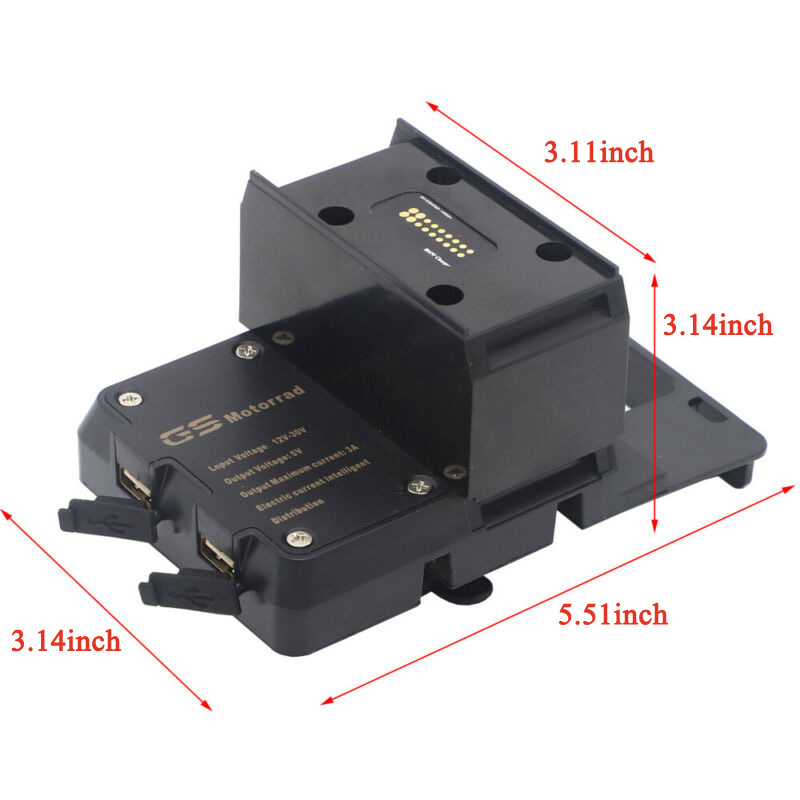 3.11inch
3.14inch
GS Motorrad
Lnput Voltage: 12V-30V
Output Voltage: 5V
Output Maximum current: 3A
Electric current Intelligent
Distribution
5.51inch
3.14inch